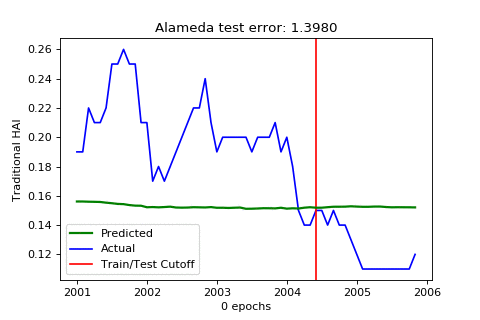 Alameda test error: 1.3980
Traditional HAI
0.26
0.24
0.22
0.20
0.18
0.16
0.14
0.12
Predicted
Actual
Train/Test Cutoff
2001 2002 2003 2004 2005 2006
0 epochs